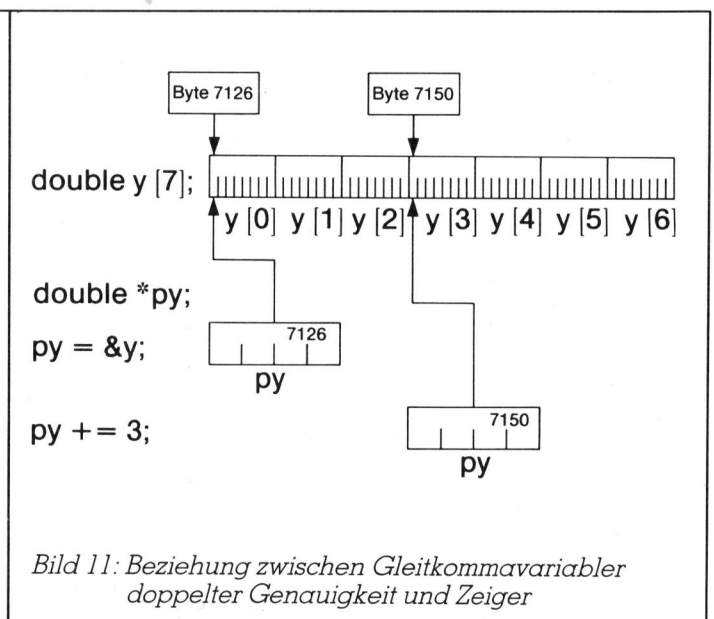 Byte 7126 Byte 7150
double y [7];
y [0] y [1] y [2] y [3] y [4] y [5] y [6]
double *py;
7126
py = &y;
py
7150
py += 3;
py
Bild 11: Beziehung zwischen Gleitkommavariabler
doppelter Genauigkeit und Zeiger